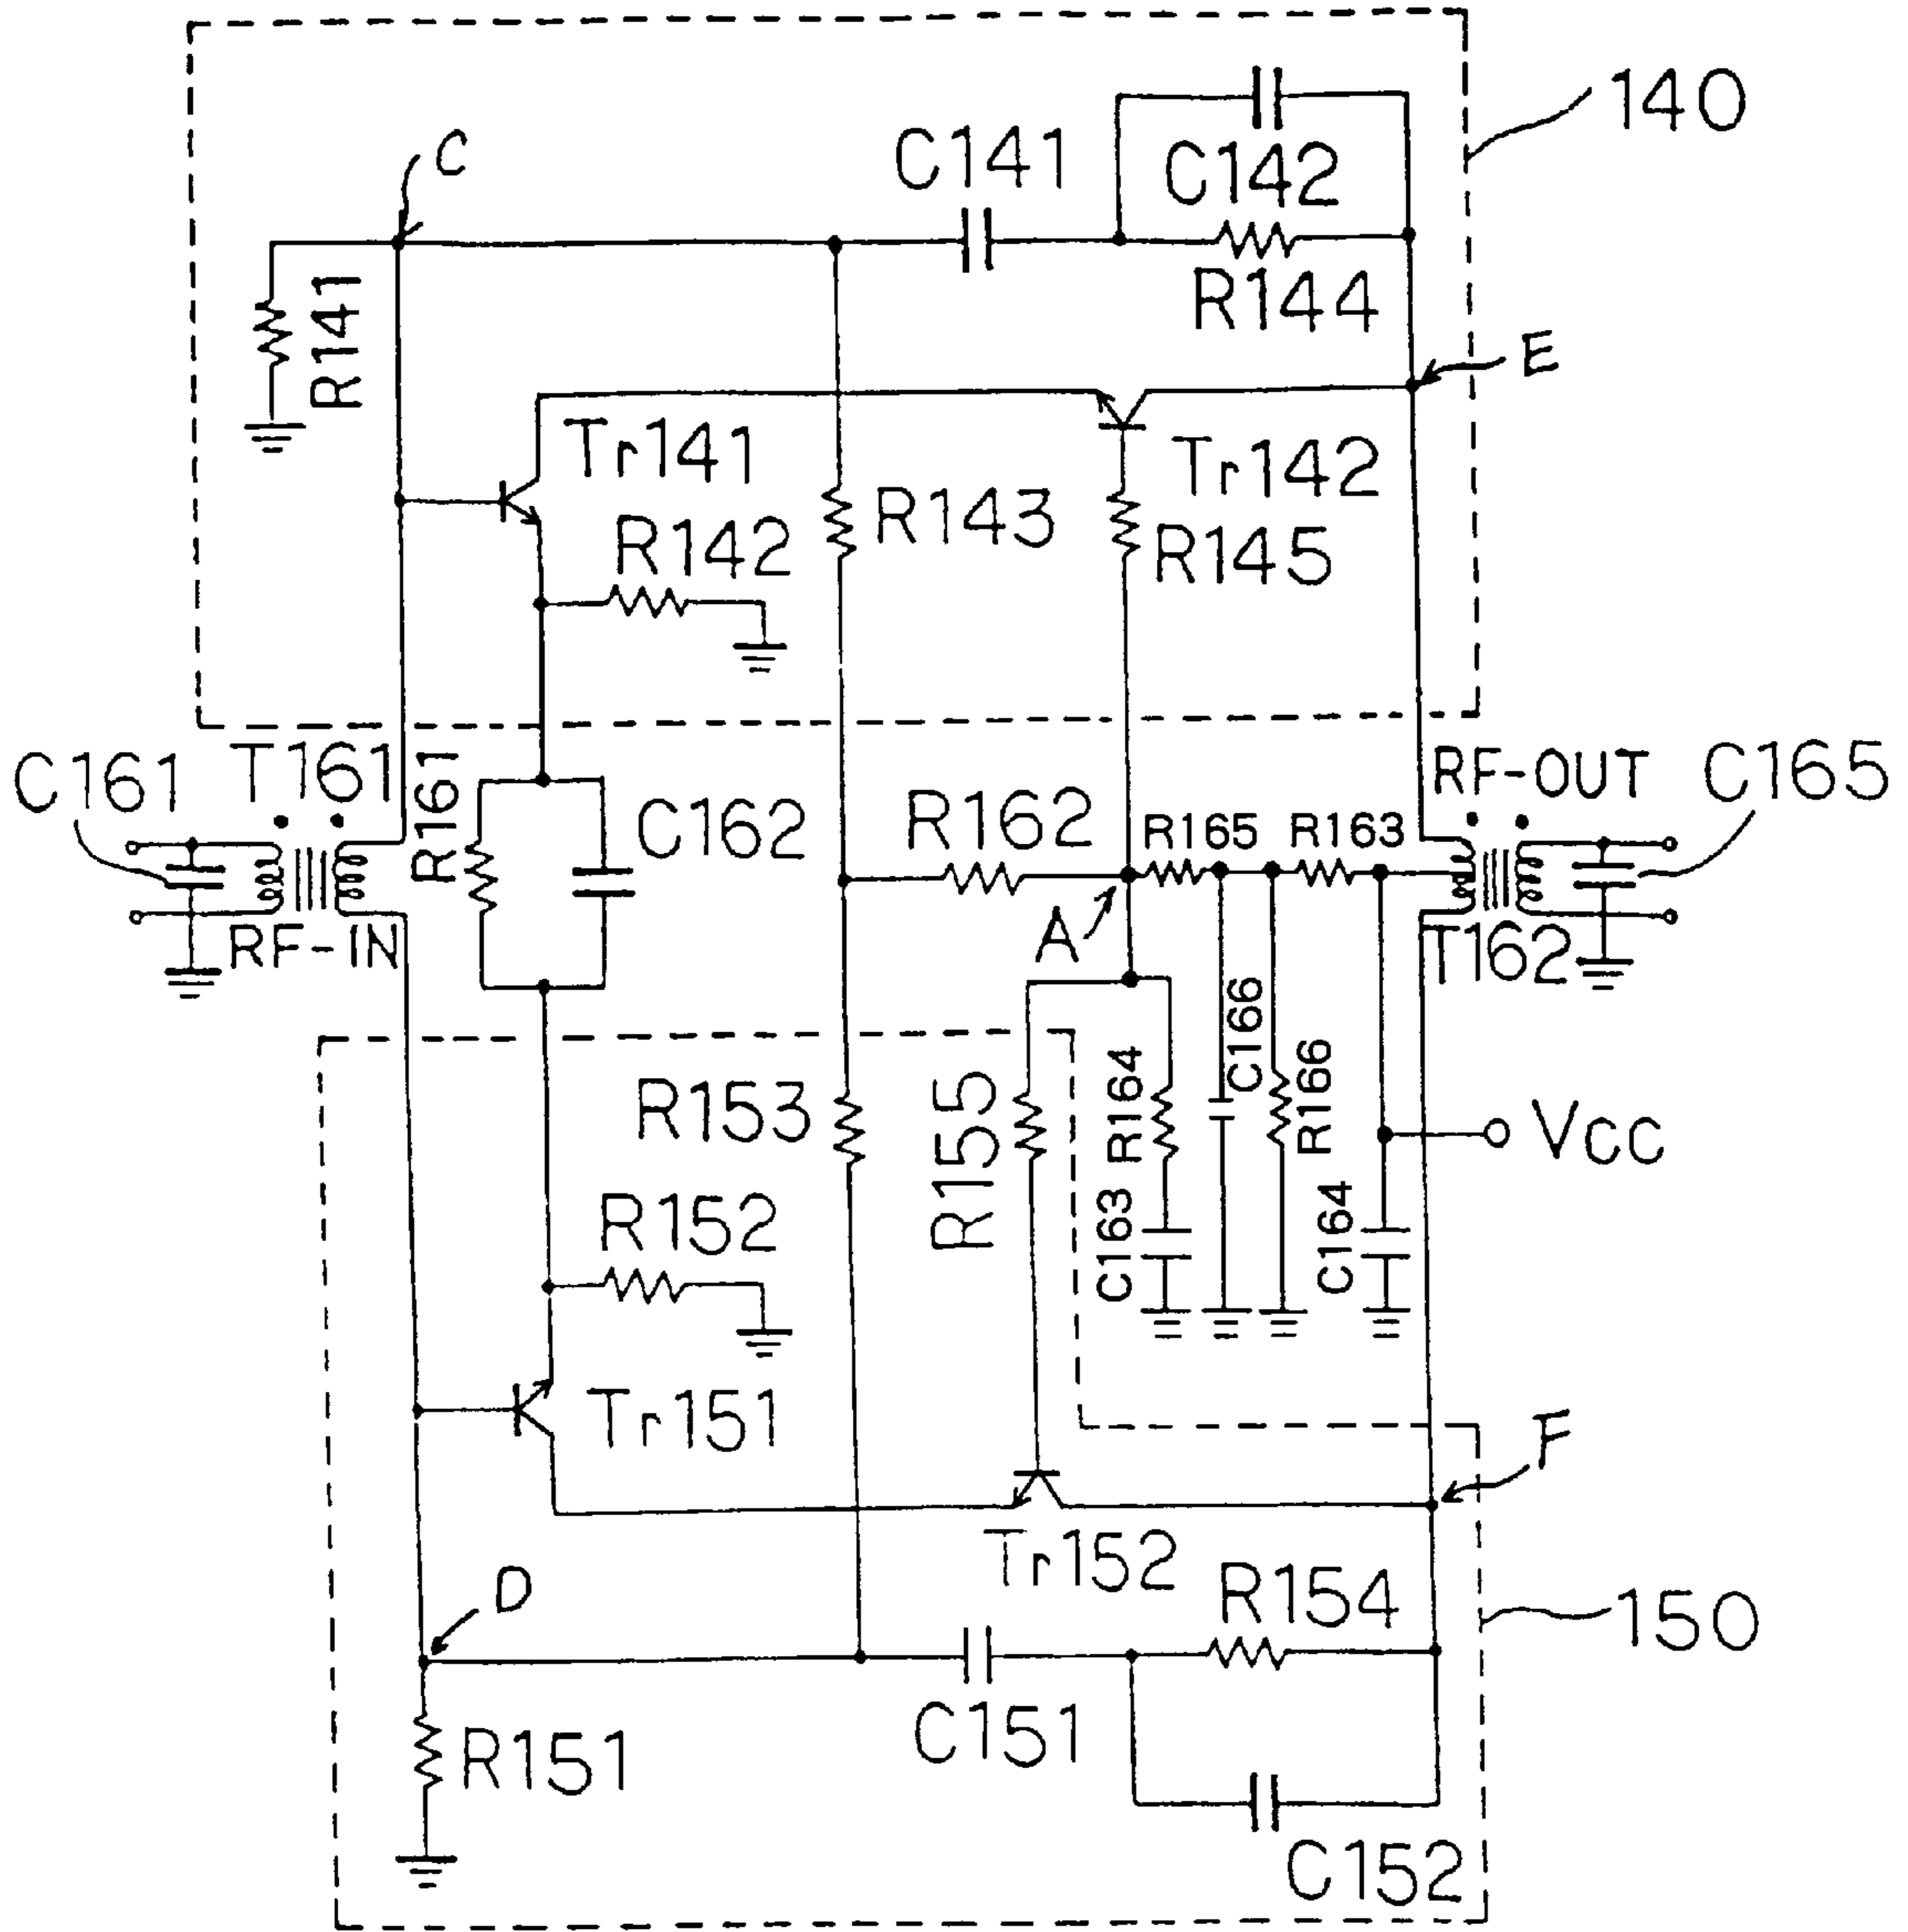 140
C
C141
C142
R141
R144
E
Tr141
Tr142
R143
R142
R145
C161
T161
R161
C162
R162
R165
R163
RF-OUT
C165
RF-IN
A
T162
R153
R155
R164
C166
R166
Vcc
R152
C163
C164
Tr151
F
Tr152
D
R154
150
R151
C151
C152